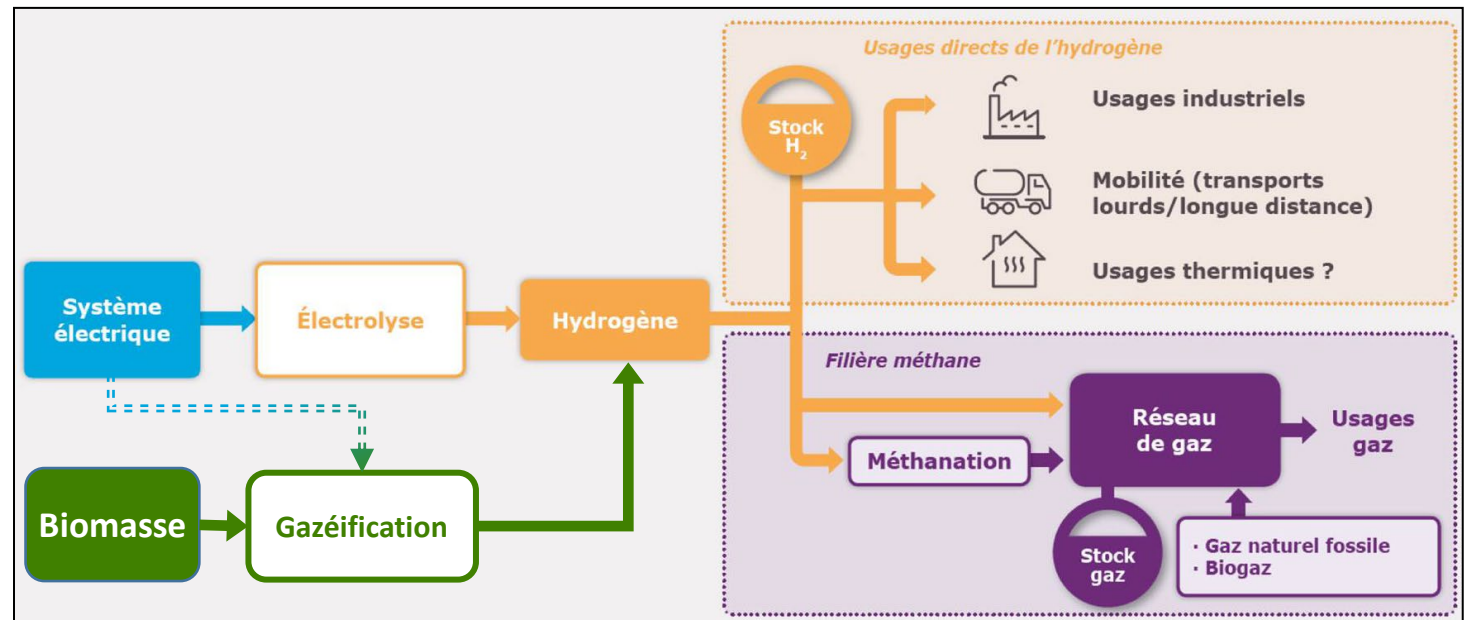 Usages directs de l'hydrogène
Stock
H₂
Usages industriels
Mobilité (transports
lourds/longue distance)
Usages thermiques ?
Système
électrique
Électrolyse
Hydrogène
Filière méthane
Réseau
de gaz
Usages
gaz
Méthanation
Biomasse
Gazéification
Stock
gaz
· Gaz naturel fossile
· Biogaz